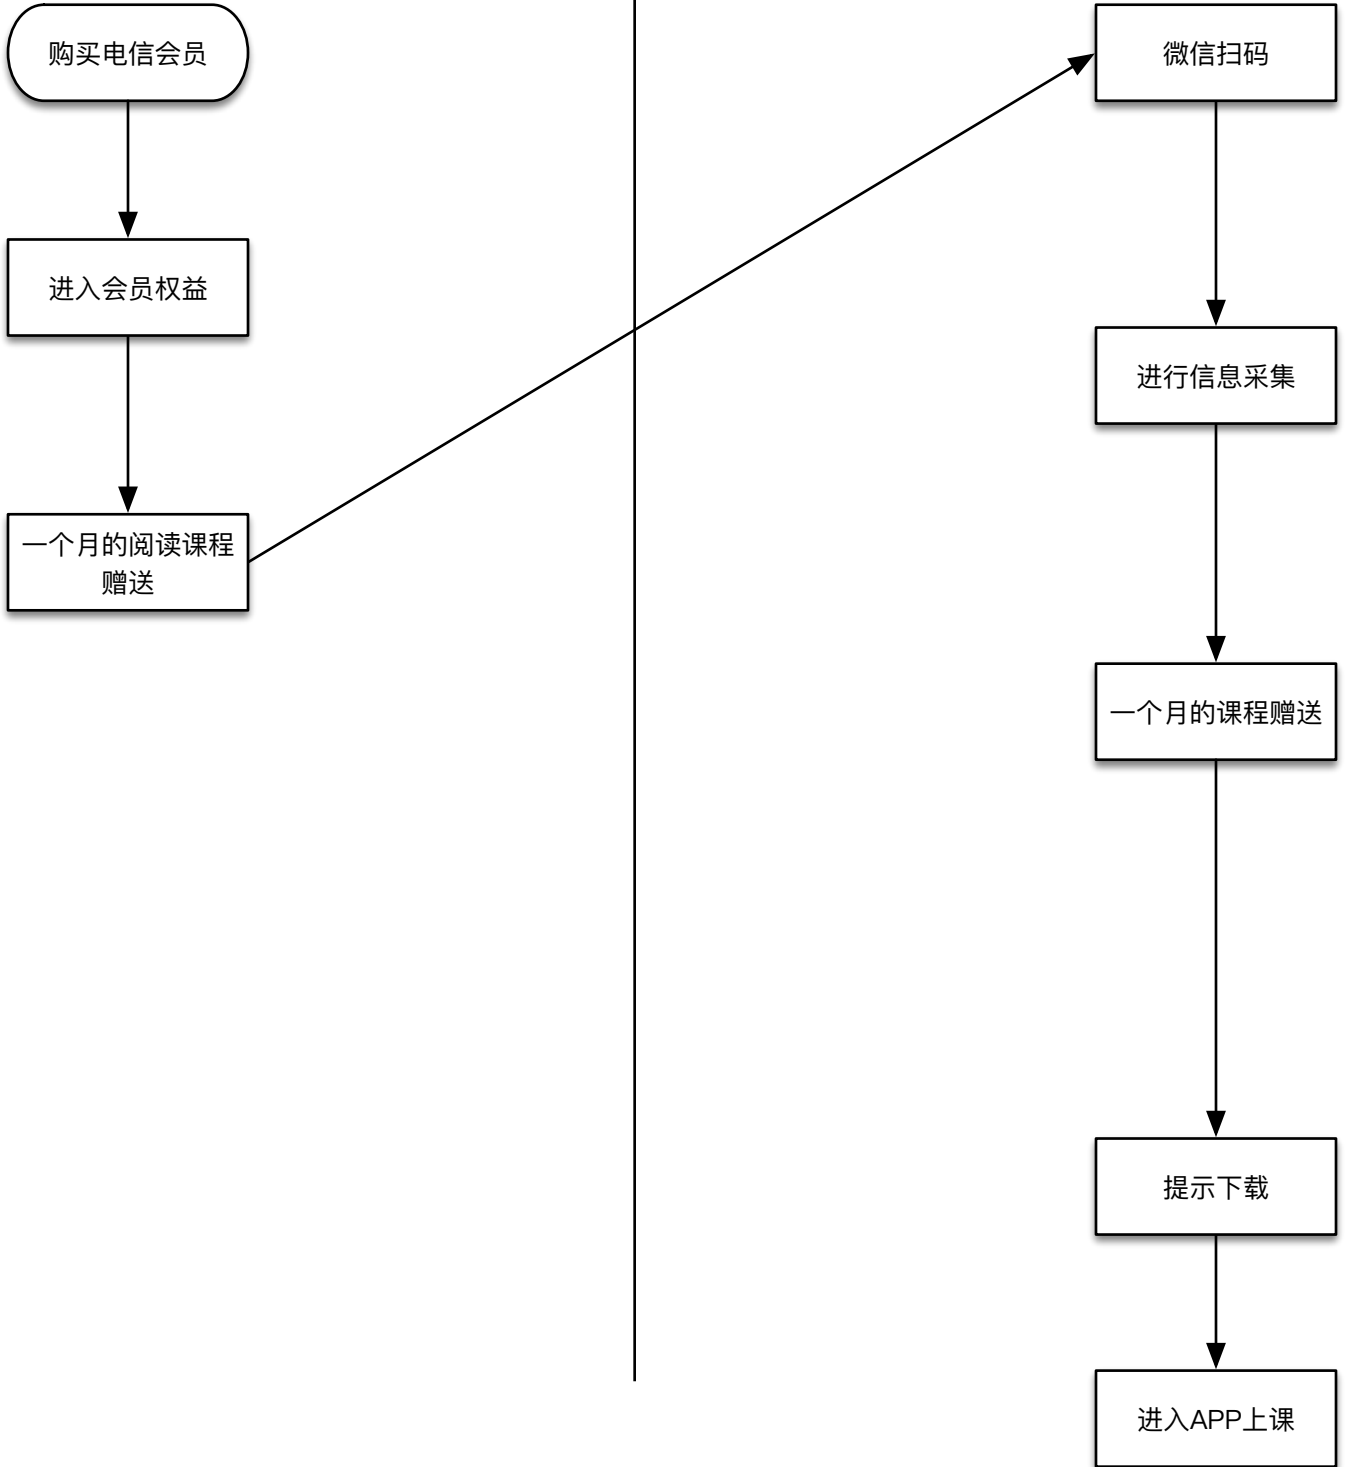 购买电信会员
进入会员权益
一个月的阅读课程
赠送
微信扫码
进行信息采集
一个月的课程赠送
提示下载
进入APP上课